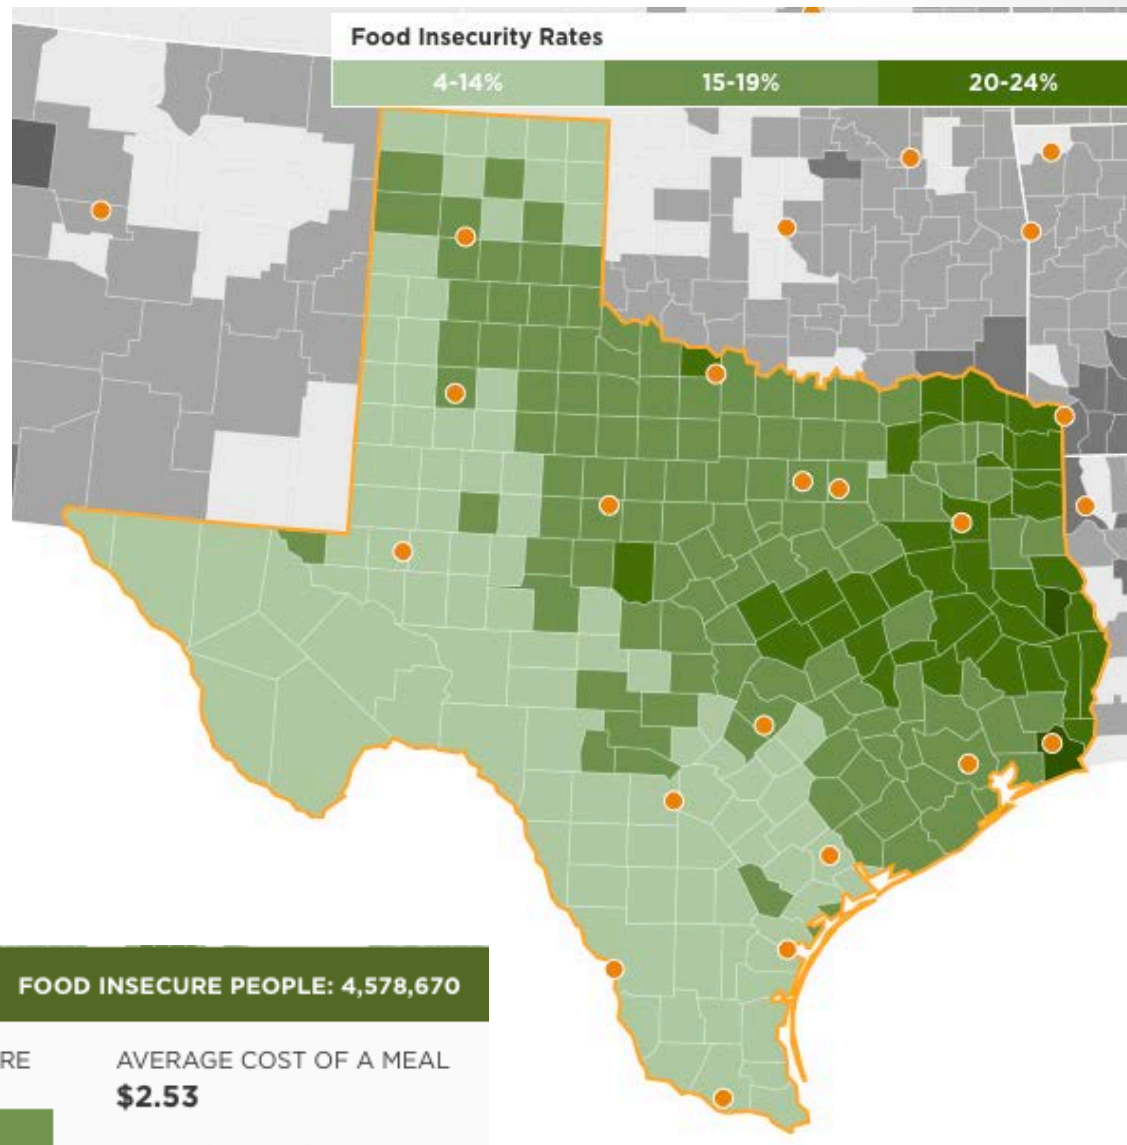 Food Insecurity Rates
4-14% 15-19% 20-24%
FOOD INSECURE PEOPLE: 4,578,670
RE AVERAGE COST OF A MEAL
$2.53